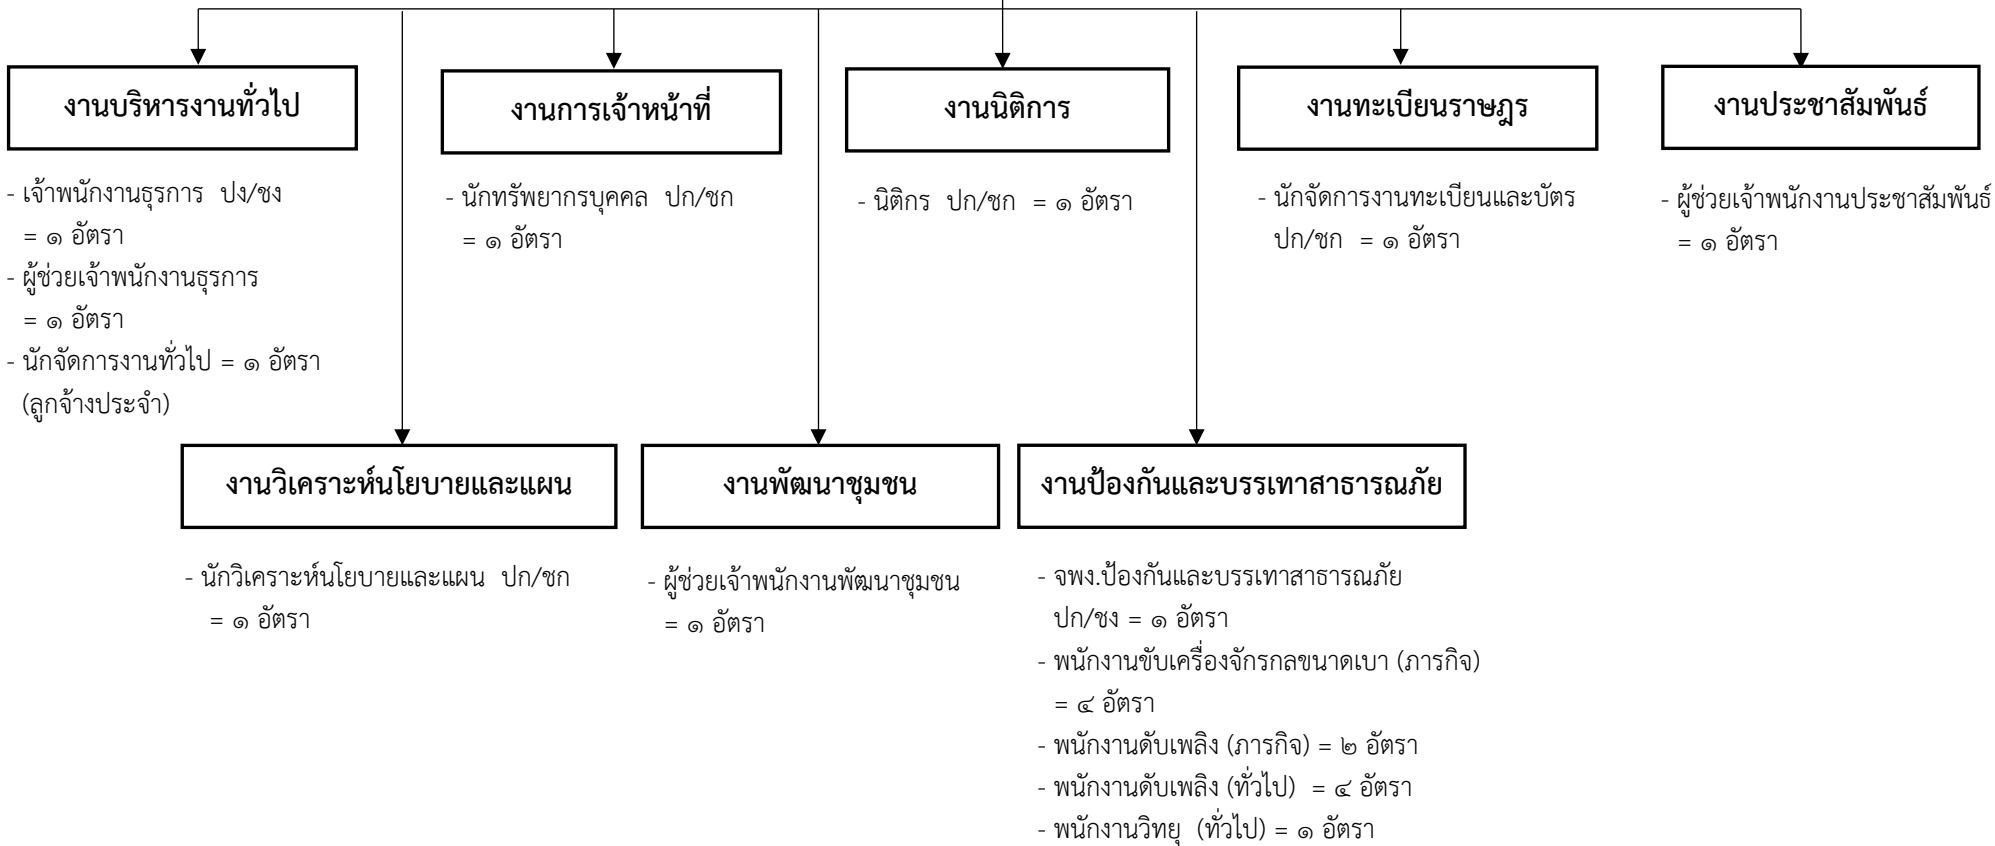 งานบริหารงานทั่วไป
- เจ้าพนักงานธุรการ ปง/ชง
= ๑ อัตรา
- ผู้ช่วยเจ้าพนักงานธุรการ
= ๑ อัตรา
- นักจัดการงานทั่วไป = ๑ อัตรา
(ลูกจ้างประจำ)
งานการเจ้าหน้าที่
- นักทรัพยากรบุคคล ปก/ชก
= ๑ อัตรา
งานนิติการ
- นิติกร ปก/ชก = ๑ อัตรา
งานทะเบียนราษฎร
- นักจัดการงานทะเบียนและบัตร
ปก/ชก = ๑ อัตรา
งานประชาสัมพันธ์
- ผู้ช่วยเจ้าพนักงานประชาสัมพันธ์
= ๑ อัตรา
งานวิเคราะห์นโยบายและแผน
- นักวิเคราะห์นโยบายและแผน ปก/ชก
= ๑ อัตรา
งานพัฒนาชุมชน
- ผู้ช่วยเจ้าพนักงานพัฒนาชุมชน
= ๑ อัตรา
งานป้องกันและบรรเทาสาธารณภัย
- จพง.ป้องกันและบรรเทาสาธารณภัย
ปก/ชง = ๑ อัตรา
- พนักงานขับเครื่องจักรกลขนาดเบา (ภารกิจ)
= ๔ อัตรา
- พนักงานดับเพลิง (ภารกิจ) = ๒ อัตรา
- พนักงานดับเพลิง (ทั่วไป) = ๔ อัตรา
- พนักงานวิทยุ (ทั่วไป) = ๑ อัตรา